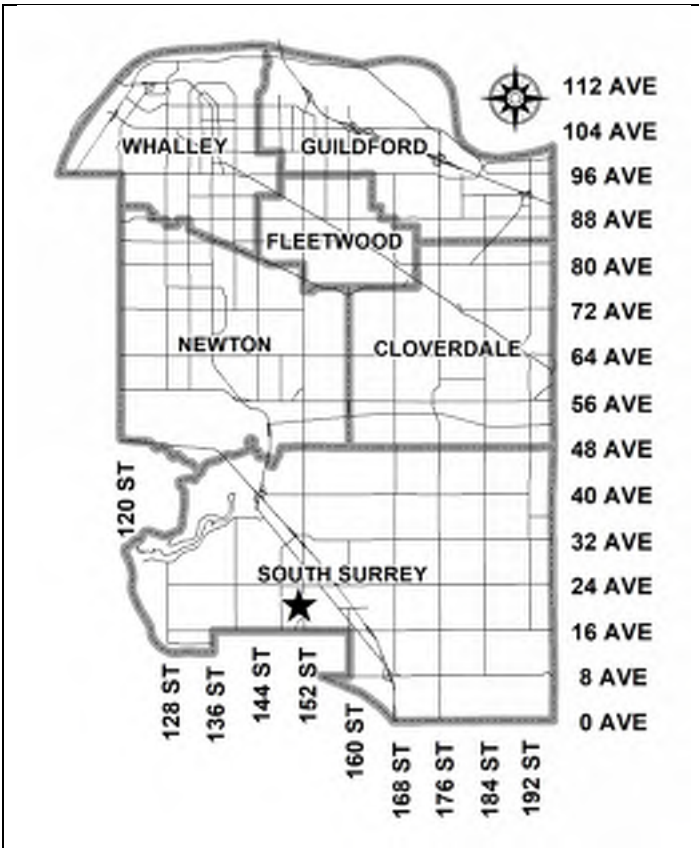 112 AVE
104 AVE
WHALLEY
GUILDFORD
96 AVE
88 AVE
FLEETWOOD
80 AVE
72 AVE
NEWTON
CLOVERDALE
64 AVE
56 AVE
48 AVE
120 ST
40 AVE
32 AVE
SOUTH SURREY
24 AVE
16 AVE
128 ST
136 ST
144 ST
152 ST
8 AVE
160 ST
0 AVE
168 ST
176 ST
184 ST
192 ST